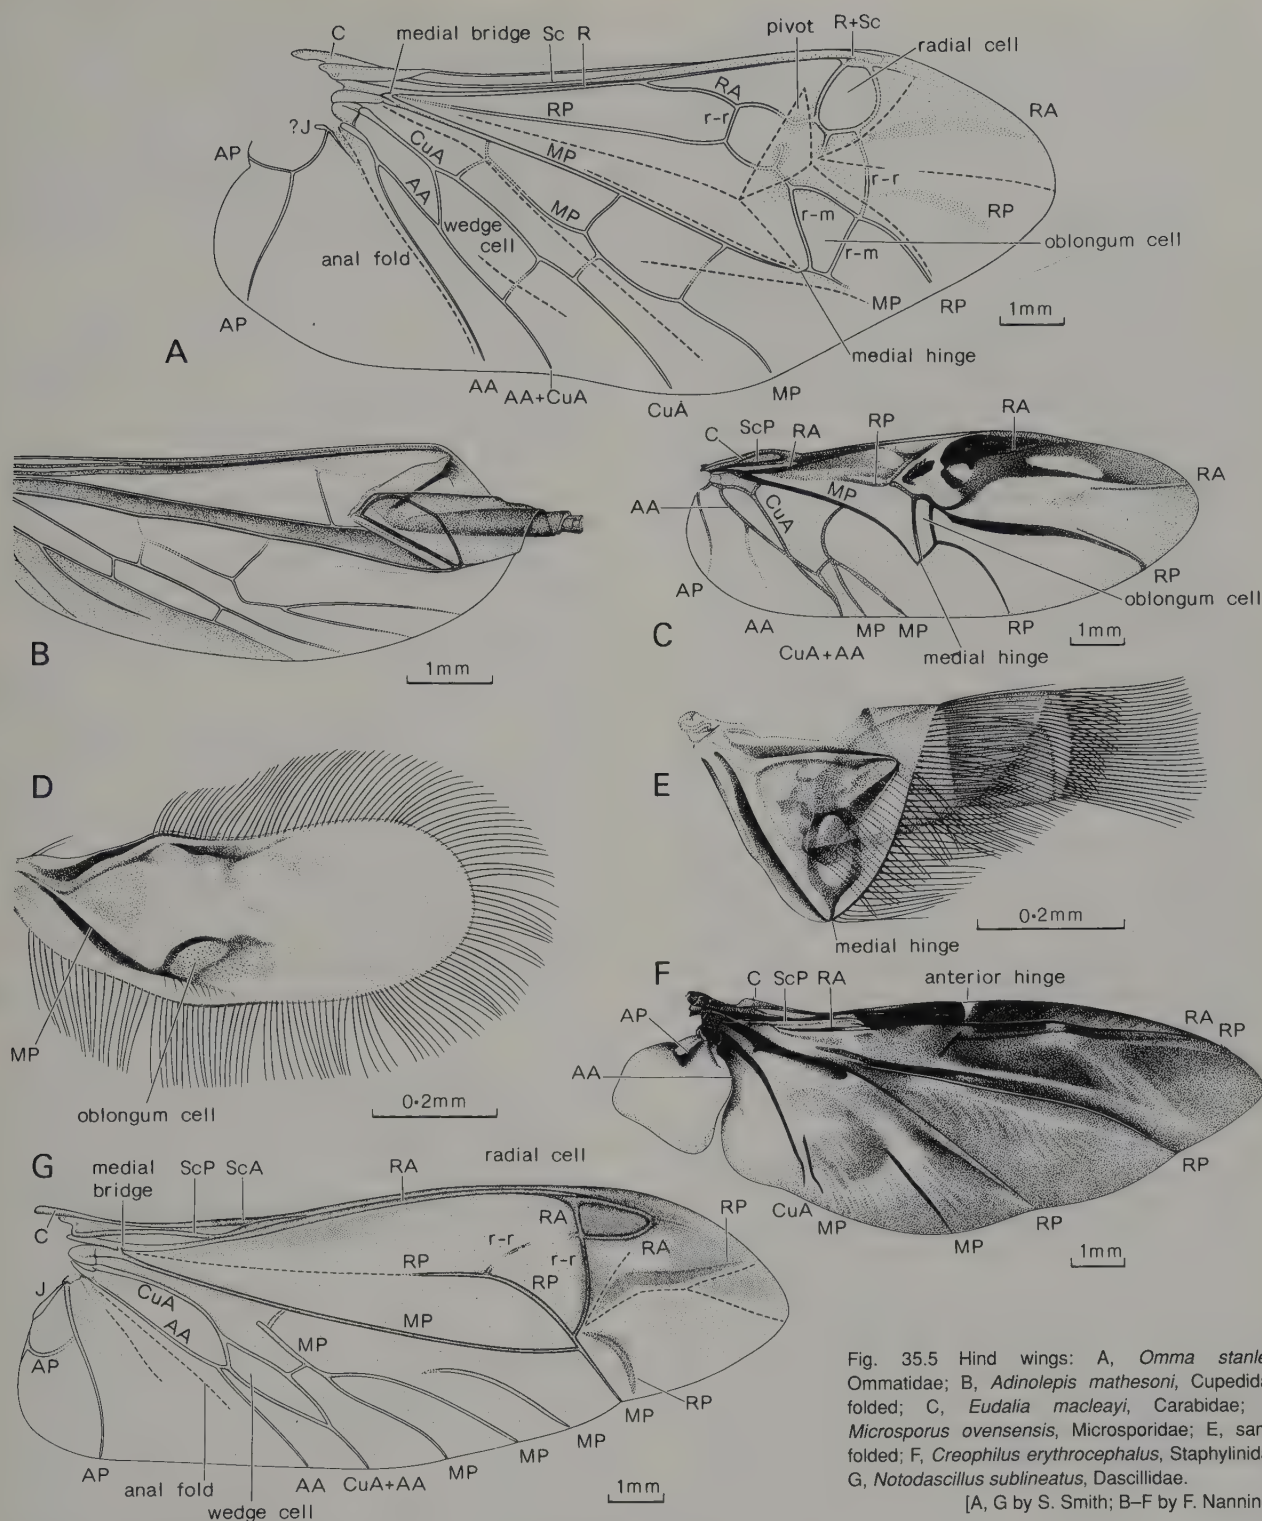 C medial bridge Sc R pivot R+Sc
radial cell
RA
RP
r-r
RA
?J
AP
CuA
MP
AA
wedge cell
MP
r-r
r-m
RP
oblongum cell
anal fold
r-m
MP
RP
1mm
AP
medial hinge
A
AA
AA+CuA
CuA
MP
B
1mm
C ScP RA RP RA
RA
MP
AA
CuA
AP
RP
oblongum cell
AA
MP MP
RP
C
CuA+AA
medial hinge
1mm
D
MP
oblongum cell
0·2mm
E
0·2mm
medial hinge
F
C ScP RA anterior hinge
AP
RA
RP
AA
RP
CuA
MP
RP
MP
1mm
G
medial bridge
ScP ScA RA radial cell
C
RA
RP
r-r
r-r
RA
RP
RP
J
CuA
AA
MP
MP
AP
RP
MP
MP
MP
MP
AP
anal fold
AA
CuA+AA
wedge cell
1mm
Fig. 35.5 Hind wings: A, Omma
Ommatidae; B, Adinolepis mathesoni,
folded; C, Eudalia macleayi, Carabidae;
Microsporus ovensensis, Microsporidae; E,
folded; F, Creophilus erythrocephalus,
G, Notodascillus sublineatus, Dascillidae.
[A, G by S. Smith; B–F by F.